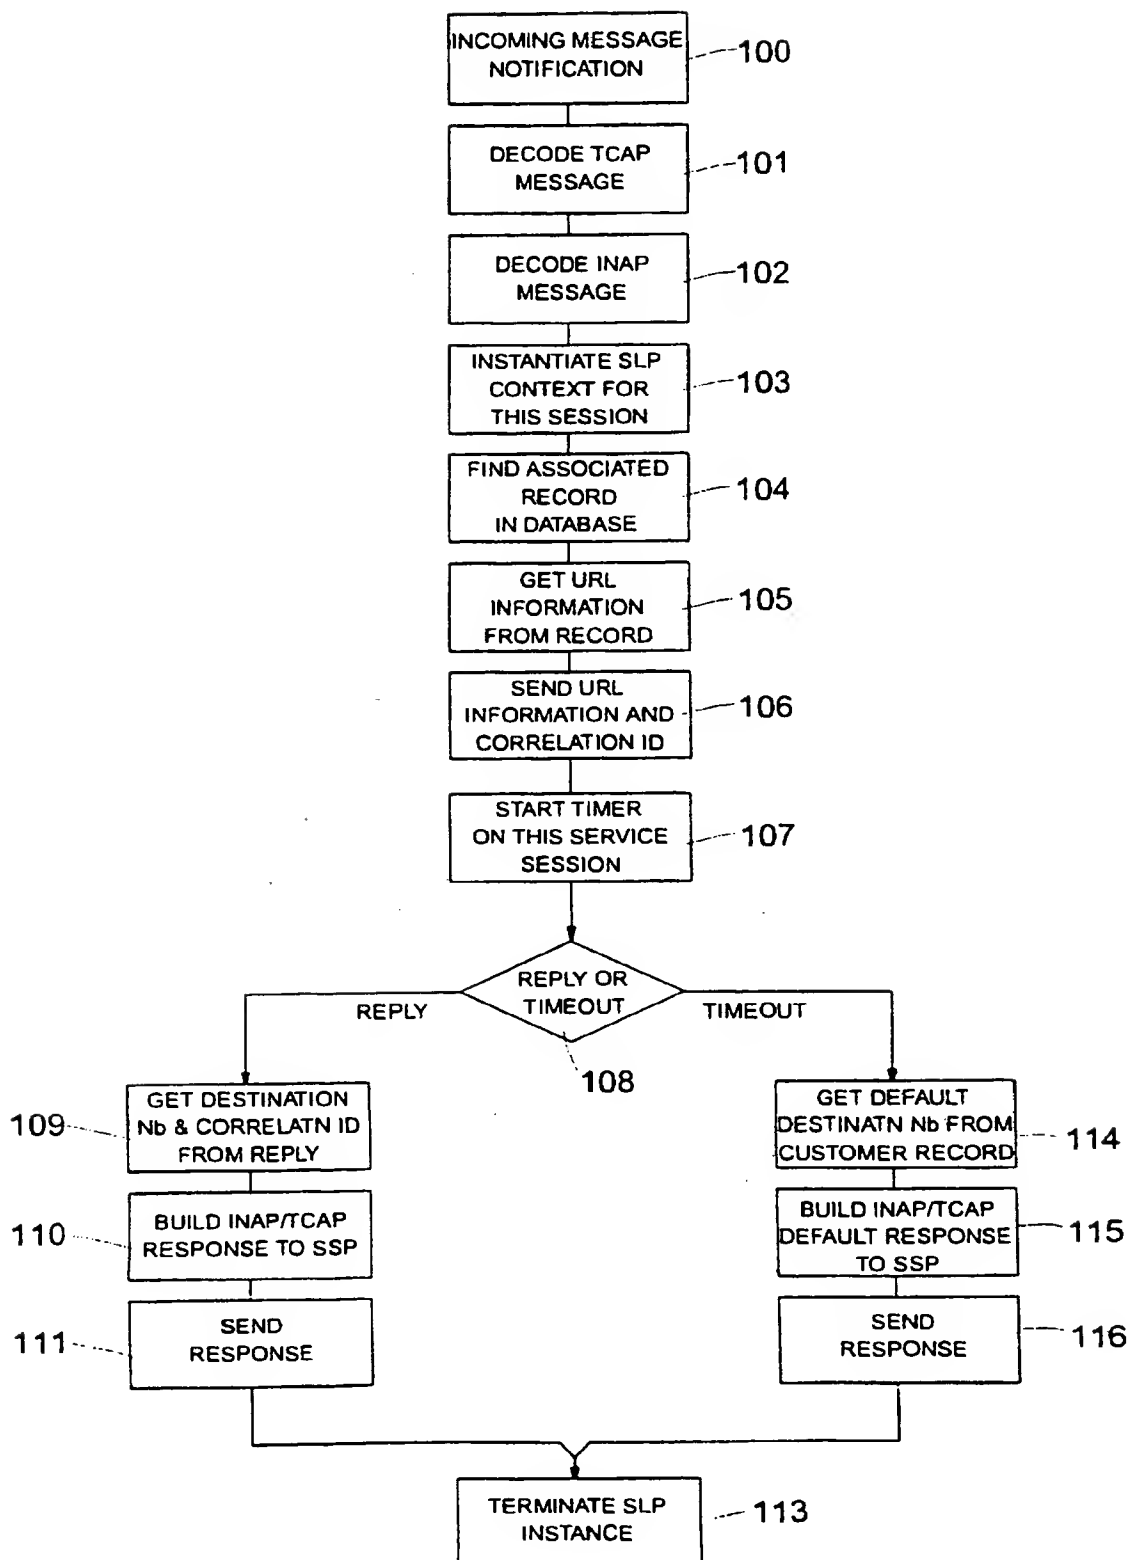 INCOMING MESSAGE
NOTIFICATION
100
DECODE TCAP
MESSAGE
101
DECODE INAP
MESSAGE
102
INSTANTIATE SLP
CONTEXT FOR
THIS SESSION
103
FIND ASSOCIATED
RECORD
IN DATABASE
104
GET URL
INFORMATION
FROM RECORD
105
SEND URL
INFORMATION AND
CORRELATION ID
106
START TIMER
ON THIS SERVICE
SESSION
107
REPLY OR
TIMEOUT
REPLY
TIMEOUT
108
GET DESTINATION
Nb & CORRELATN ID
FROM REPLY
109
BUILD INAP/TCAP
RESPONSE TO SSP
110
SEND
RESPONSE
111
GET DEFAULT
DESTINATN Nb FROM
CUSTOMER RECORD
114
BUILD INAP/TCAP
DEFAULT RESPONSE
TO SSP
115
SEND
RESPONSE
116
TERMINATE SLP
INSTANCE
113